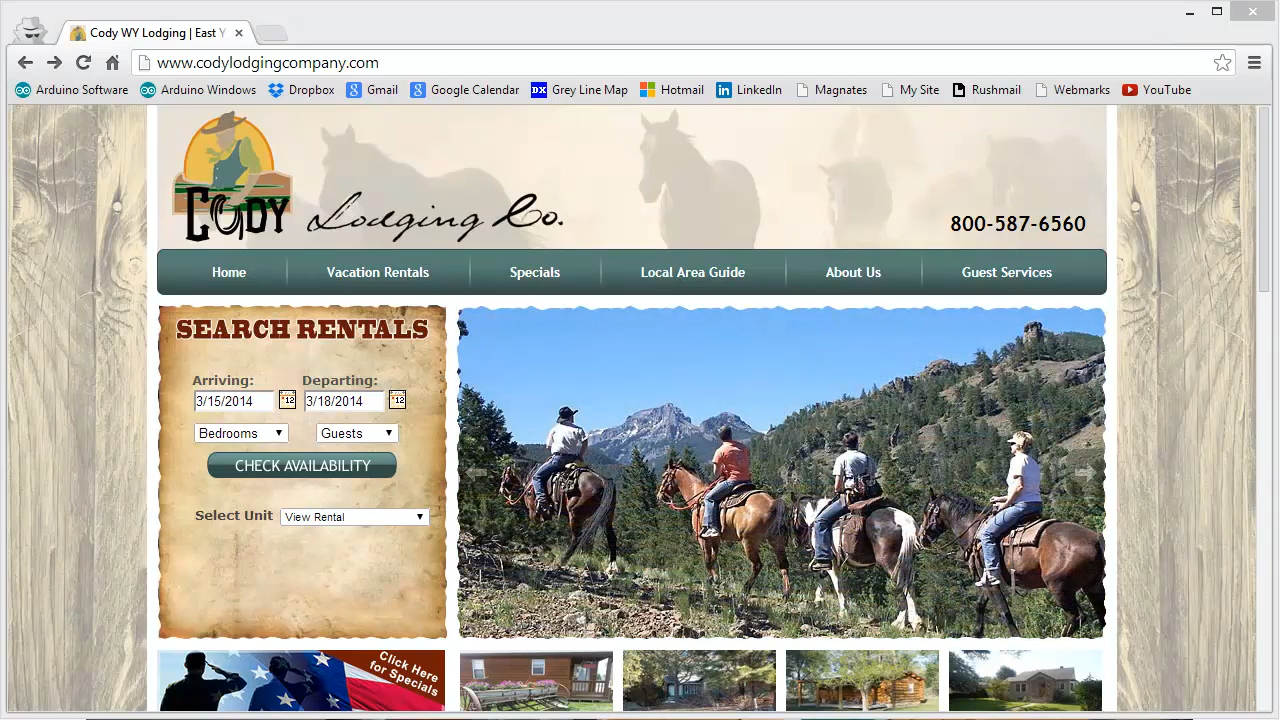 Cody WY Lodging | East Y
www.codylodgingcompany.com
Arduino Software Arduino Windows Dropbox Gmail Google Calendar DX Grey Line Map Hotmail LinkedIn Magnates My Site Rushmail Webmarks YouTube
CODY Lodging Co.
800-587-6560
Home Vacation Rentals Specials Local Area Guide About Us Guest Services
SEARCH RENTALS
Arriving: Departing:
3/15/2014 12 3/18/2014 12
Bedrooms Guests
CHECK AVAILABILITY
Select Unit View Rental
Click Here
for Specials